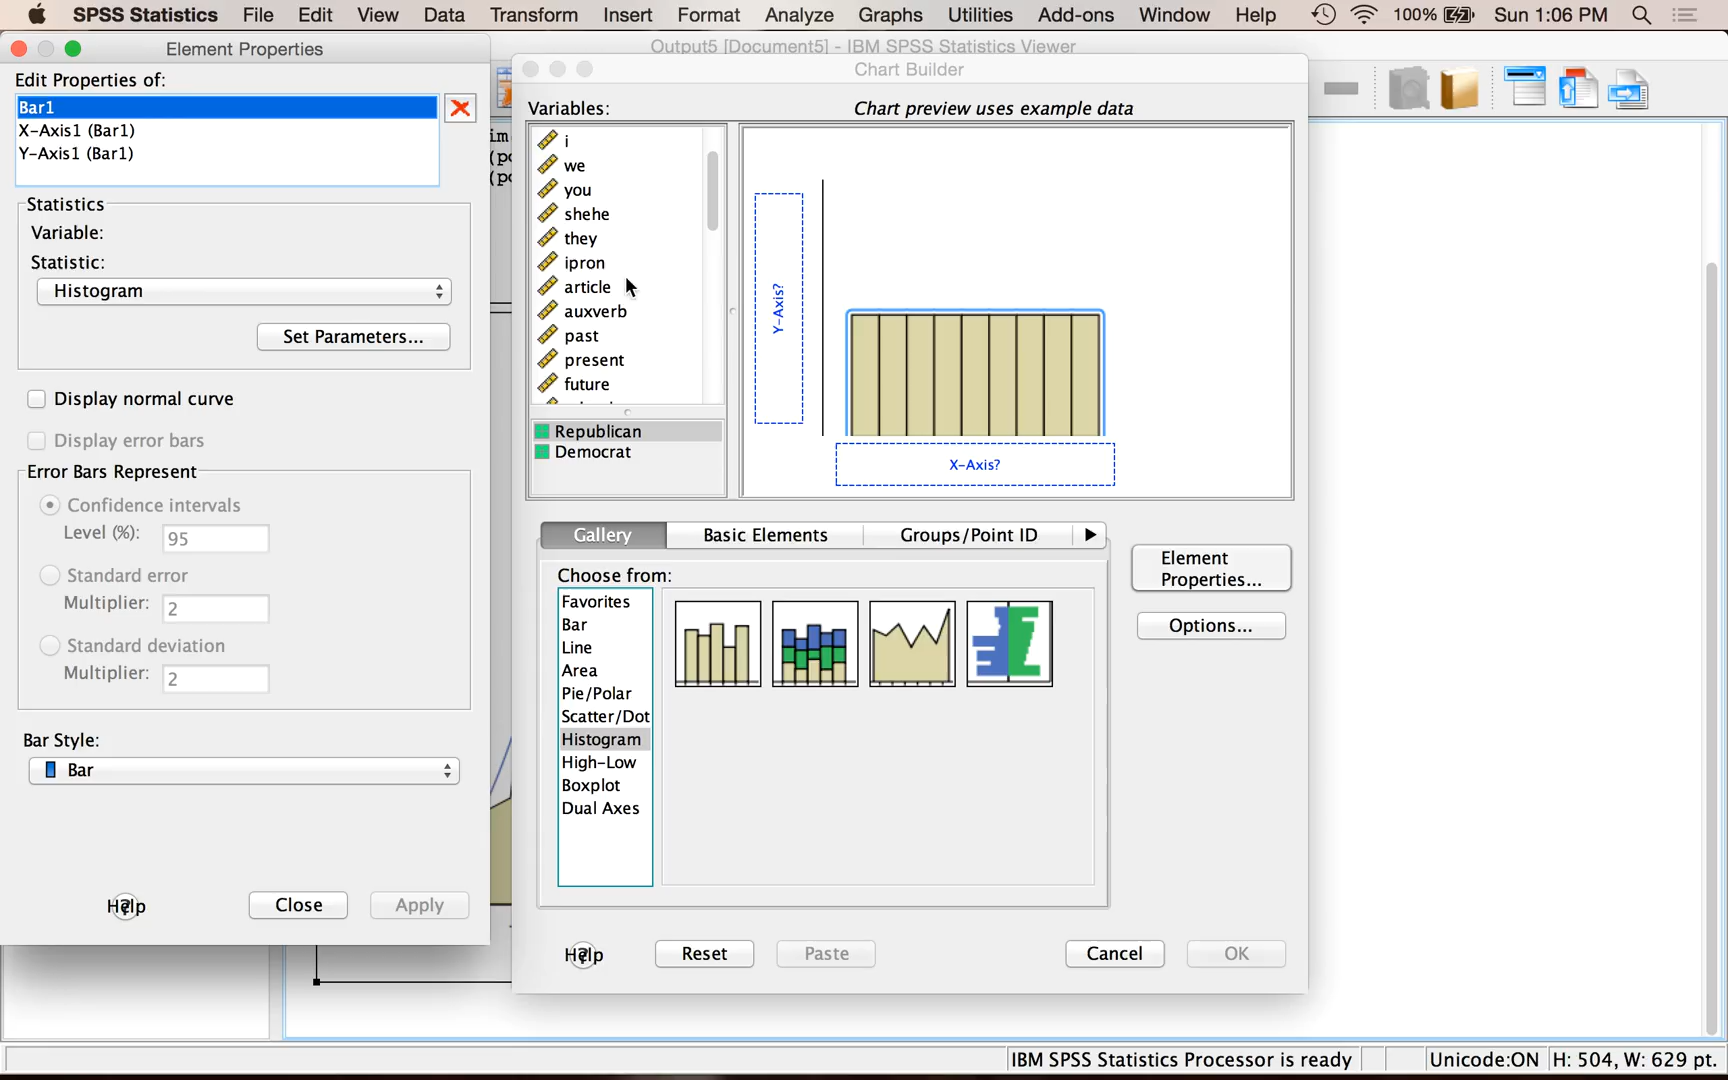 SPSS Statistics File Edit View Data Transform Insert Format Analyze Graphs Utilities Add-ons Window Help 100% Sun 1:06 PM
Output5 [Document5] - IBM SPSS Statistics Viewer
Element Properties
Edit Properties of:
Bar1
X-Axis1 (Bar1)
Y-Axis1 (Bar1)
Statistics
Variable:
Statistic:
Histogram
Set Parameters...
Display normal curve
Display error bars
Error Bars Represent
Confidence intervals
Level (%): 95
Standard error
Multiplier: 2
Standard deviation
Multiplier: 2
Bar Style:
Bar
Help Close Apply
Chart Builder
Variables: Chart preview uses example data
i
we
you
shehe
they
ipron
article
auxverb
past
present
future
Republican
Democrat
Y-Axis?
X-Axis?
Gallery Basic Elements Groups/Point ID
Choose from:
Favorites
Bar
Line
Area
Pie/Polar
Scatter/Dot
Histogram
High-Low
Boxplot
Dual Axes
Element
Properties...
Options...
Help Reset Paste Cancel OK
IBM SPSS Statistics Processor is ready Unicode:ON H: 504, W: 629 pt.